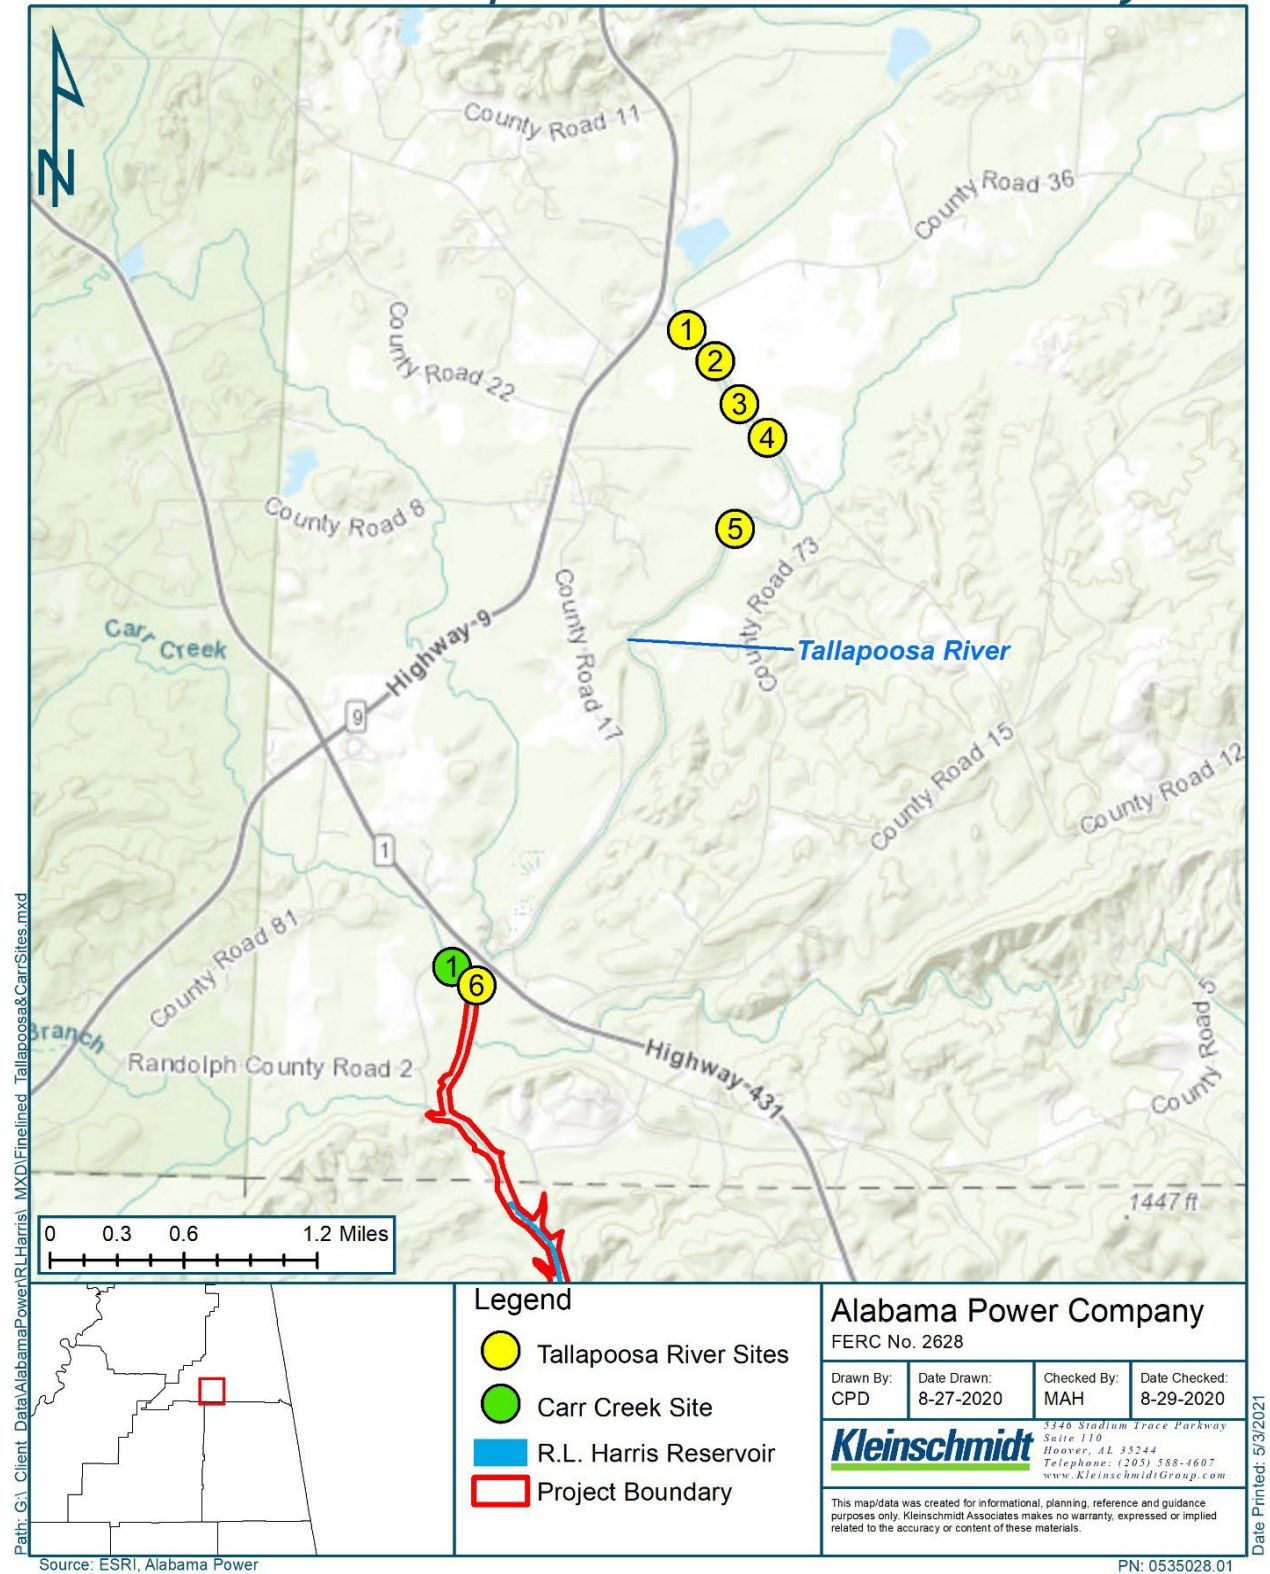 N
County Road 11
County Road 36
1
2
County Road 22
3
4
County Road 8
5
County Road 73
Carr Creek
Highway-9
County Road 17
Tallapoosa River
9
County Road 15
County Road 12
1
County Road 81
1
6
County Road 5
Branch
Randolph County Road 2
Highway-431
1447 ft
0 0.3 0.6 1.2 Miles
Legend
Tallapoosa River Sites
Carr Creek Site
R.L. Harris Reservoir
Project Boundary
Alabama Power Company
FERC No. 2628
Drawn By:
CPD
Date Drawn:
8-27-2020
Checked By:
MAH
Date Checked:
8-29-2020
Kleinschmidt
5346 Stadium Trace Parkway
Suite 110
Hoover, AL 35244
Telephone: (205) 588-4607
www.KleinschmidtGroup.com
This map/data was created for informational, planning, reference and guidance
purposes only. Kleinschmidt Associates makes no warranty, expressed or implied
related to the accuracy or content of these materials.
Path: G:\_Client_Data\AlabamaPower\RLHarris\_MXD\Finelined_Tallapoosa&CarrSites.mxd
Date Printed: 5/3/2021
Source: ESRI, Alabama Power
PN: 0535028.01